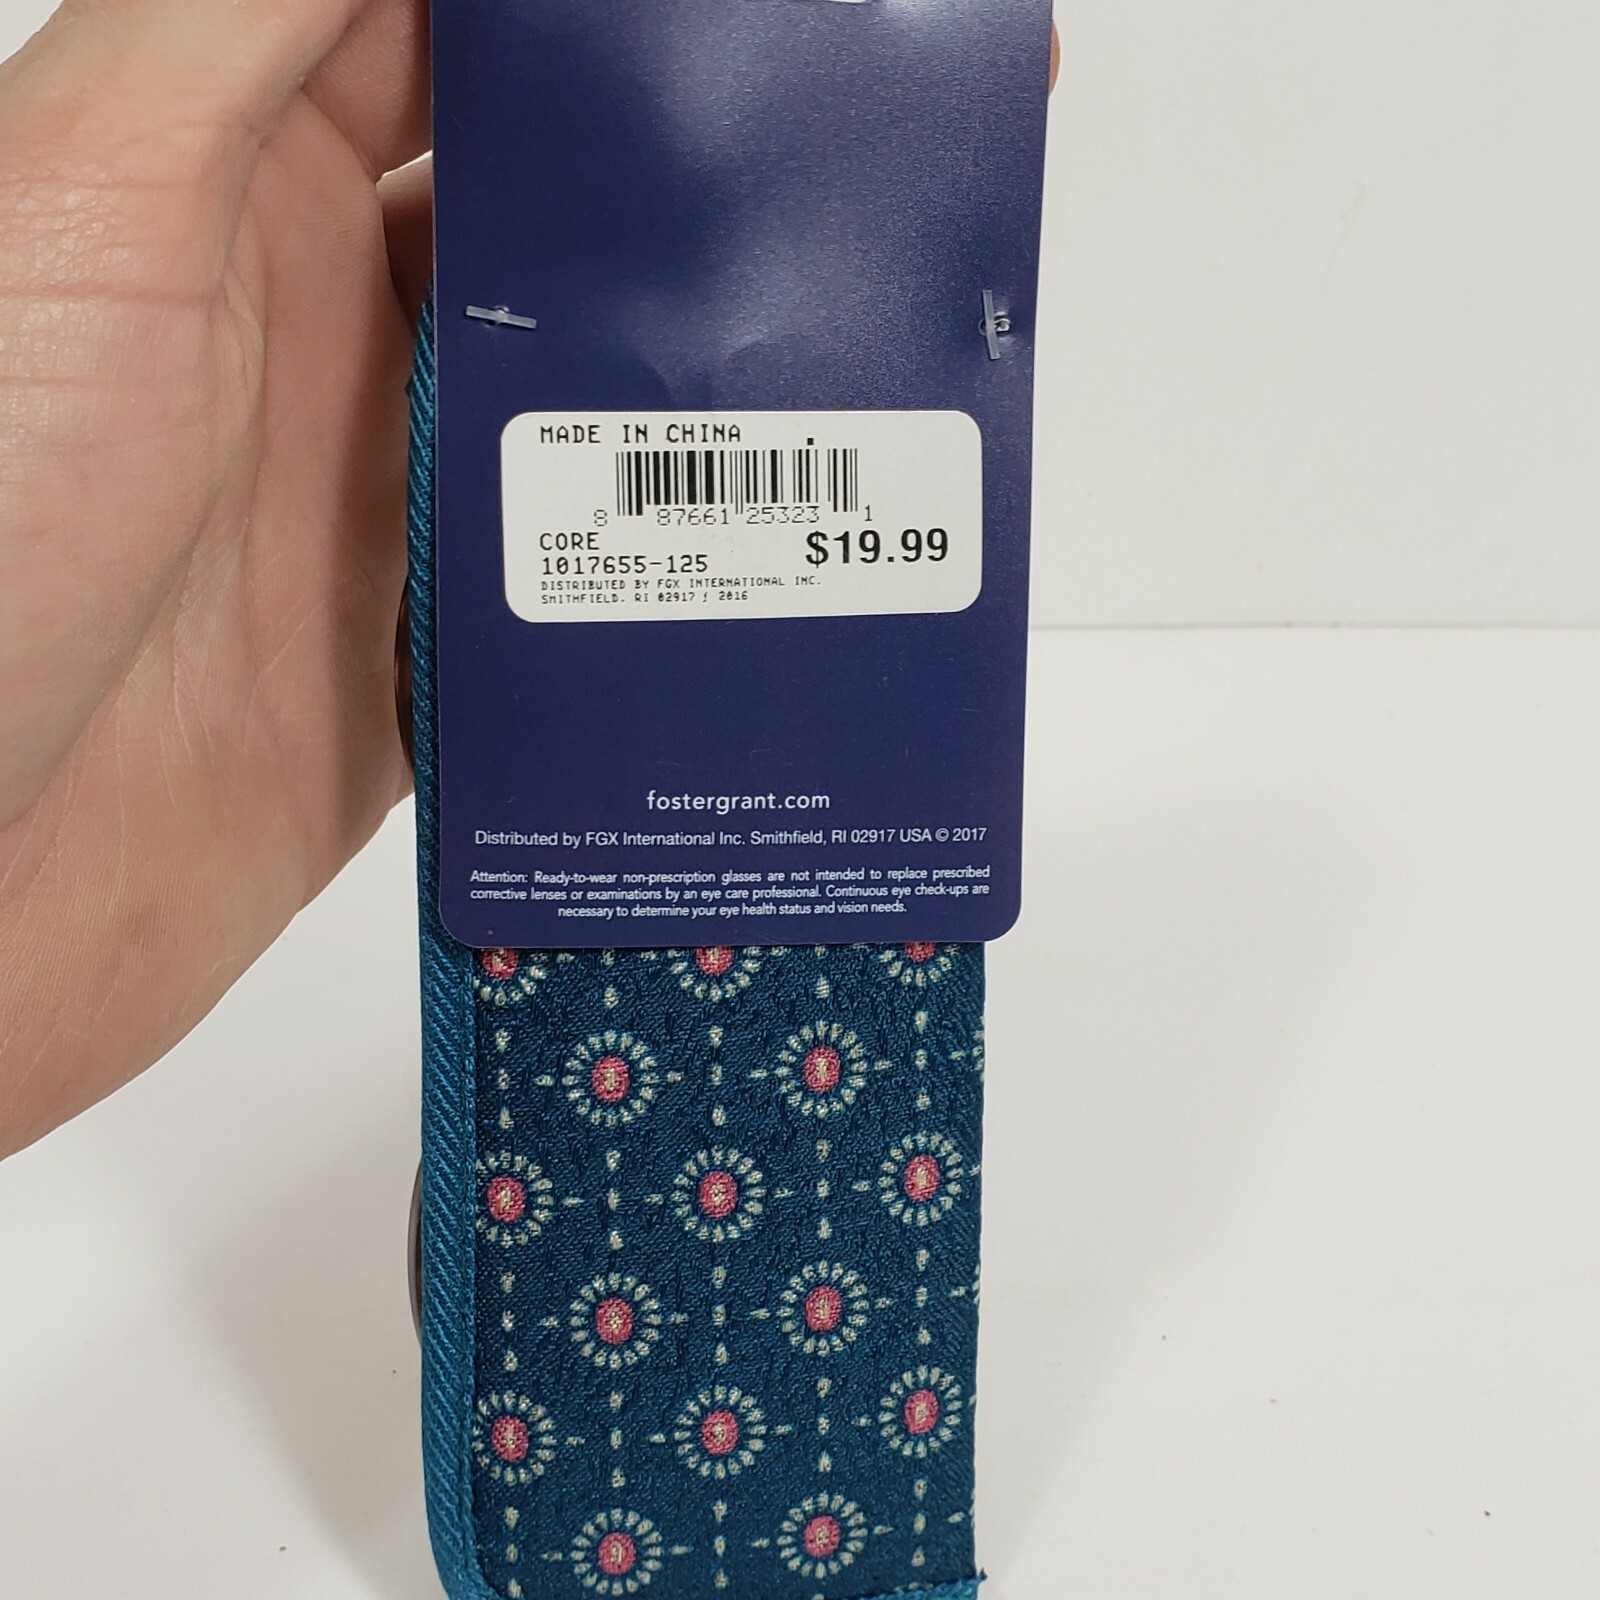 MADE IN CHINA
8 87661 25323 1
CORE
$19.99
1017655-125
DISTRIBUTED BY FGX INTERNATIONAL INC.
SMITHFIELD. RI 02917 / 2016
fostergrant.com
Distributed by FGX International Inc. Smithfield, RI 02917 USA © 2017
Attention: Ready-to-wear non-prescription glasses are not intended to replace prescribed
corrective lenses or examinations by an eye care professional. Continuous eye check-ups are
necessary to determine your eye health status and vision needs.